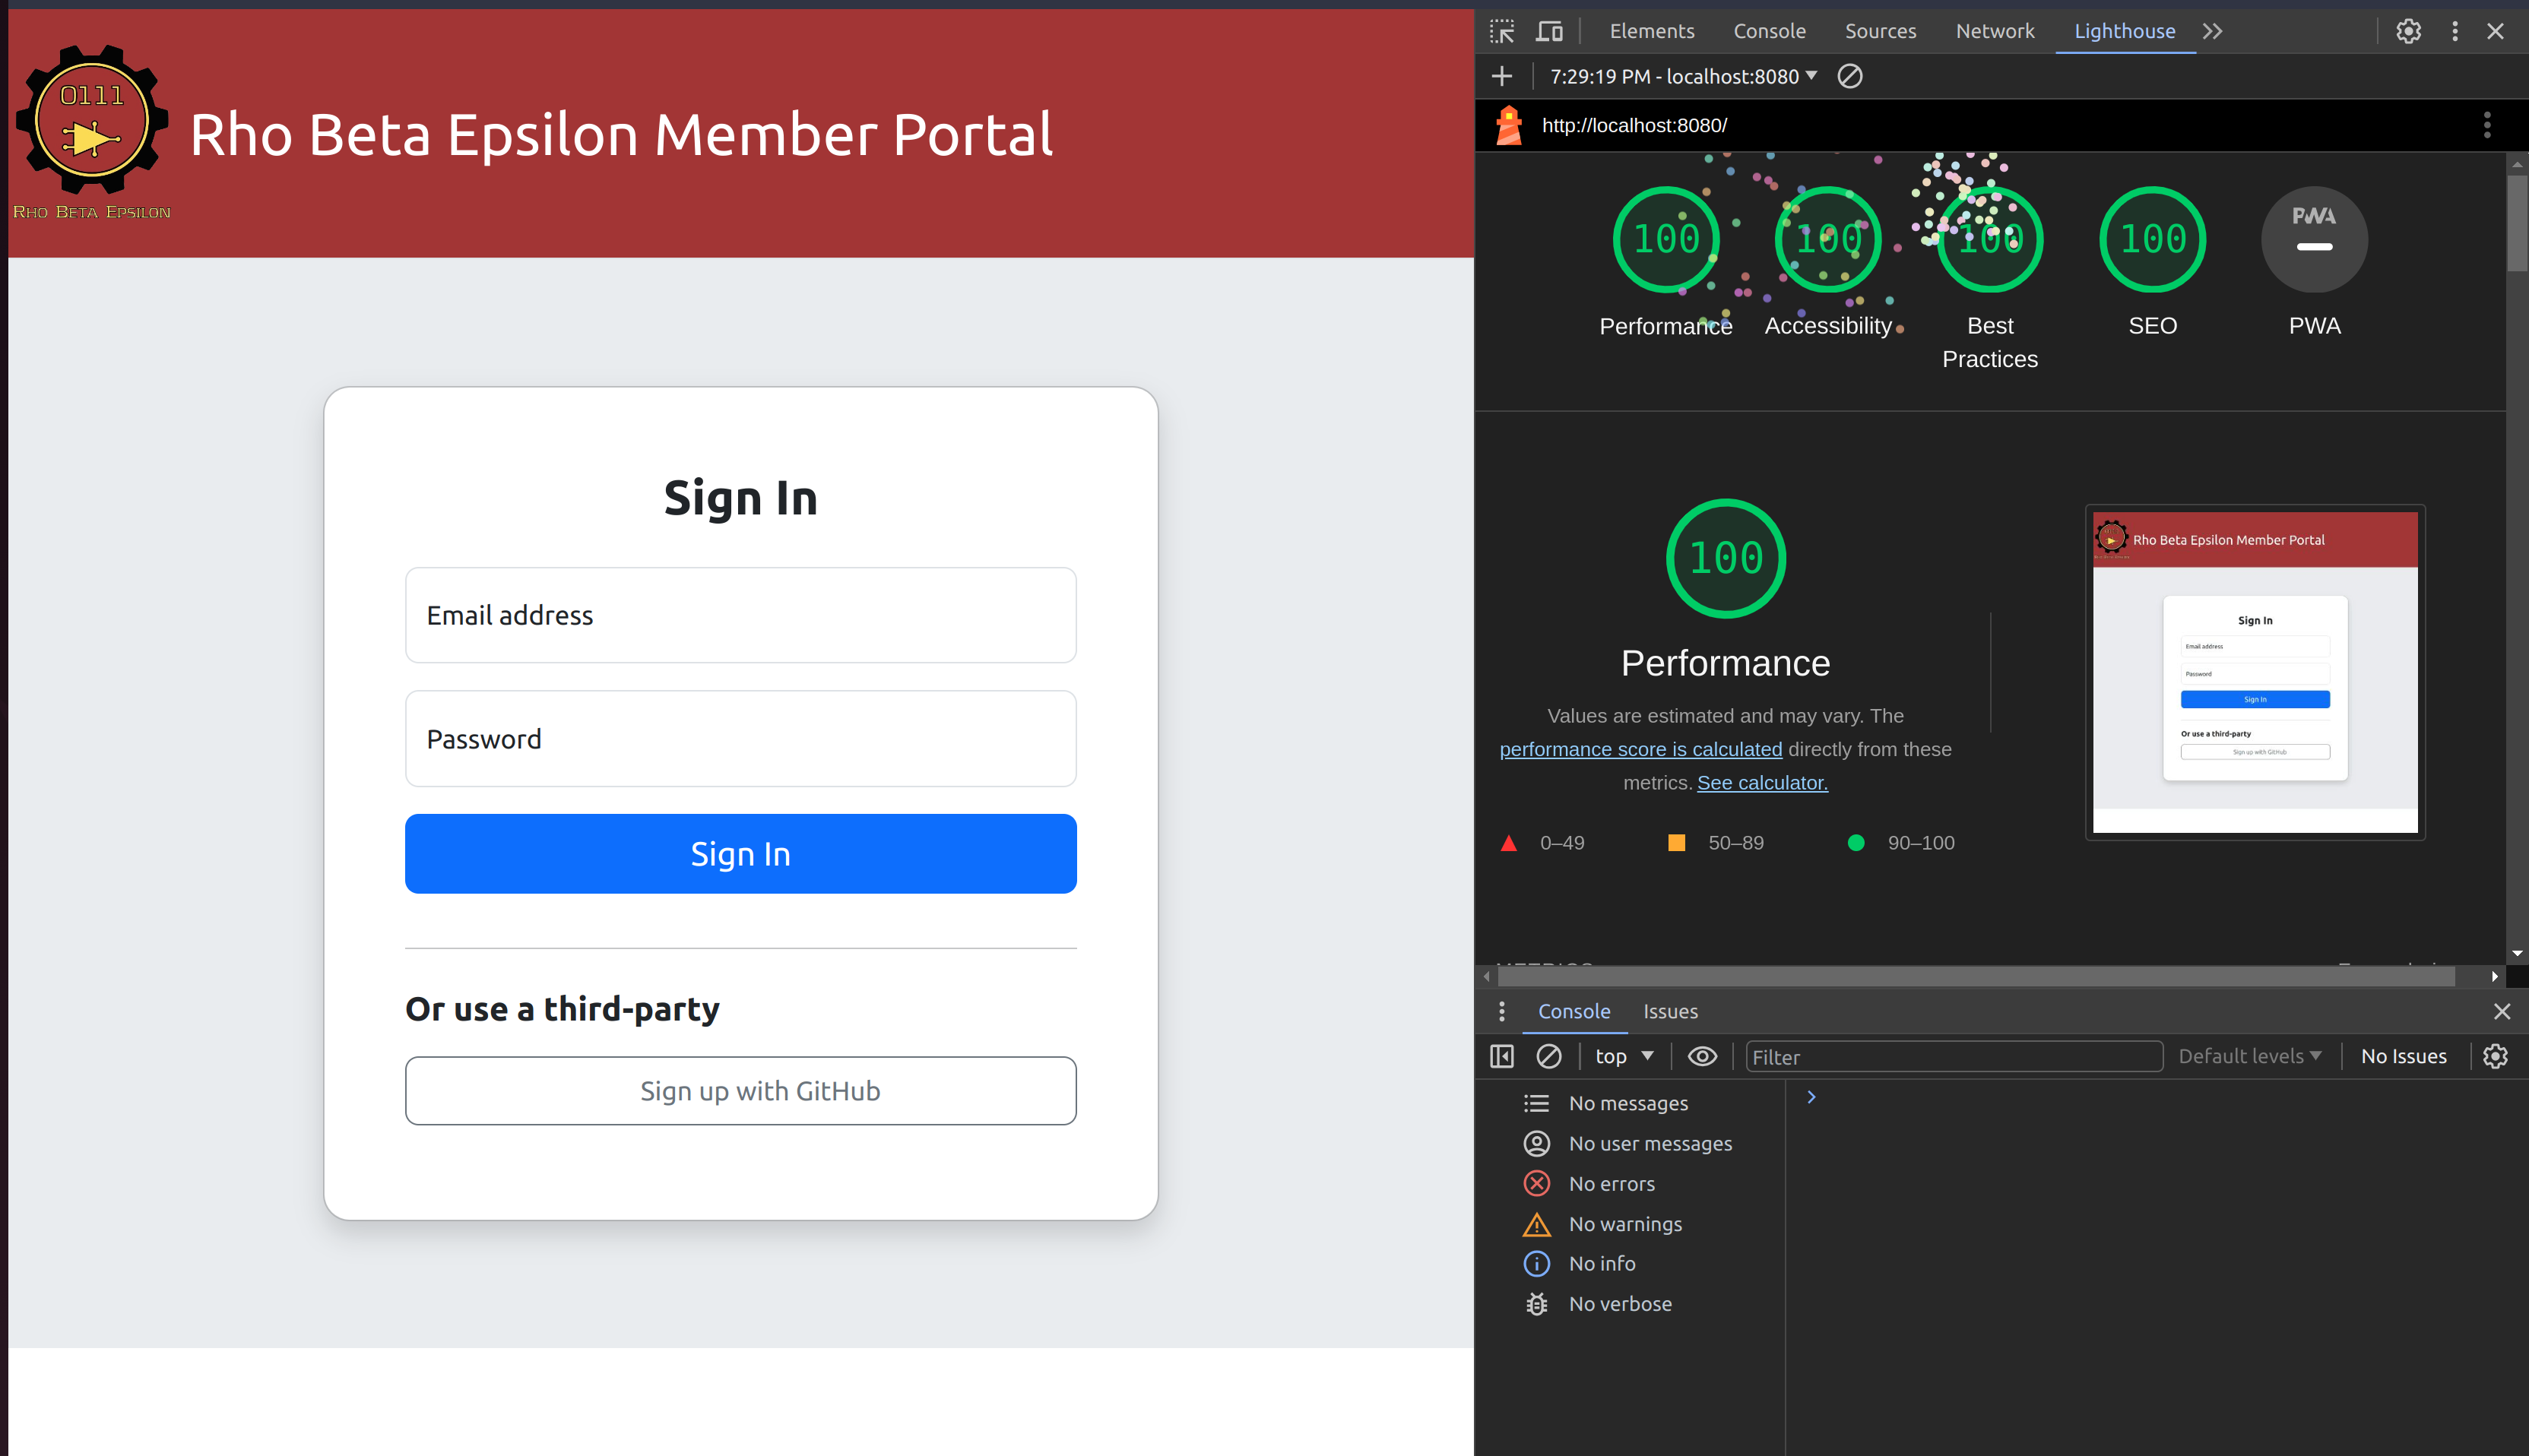 0111
Rho Beta Epsilon
Rho Beta Epsilon Member Portal
Sign In
Email address
Password
Sign In
Or use a third-party
Sign up with GitHub
Elements Console Sources Network Lighthouse
7:29:19 PM - localhost:8080
http://localhost:8080/
100 100 100 100 PWA
Performance Accessibility Best Practices SEO PWA
100
Performance
Values are estimated and may vary. The
performance score is calculated directly from these
metrics. See calculator.
0–49 50–89 90–100
Rho Beta Epsilon Member Portal
Sign In
Email address
Password
Sign In
Or use a third-party
Sign up with GitHub
METRICS
Console Issues
top Filter Default levels No Issues
No messages
No user messages
No errors
No warnings
No info
No verbose